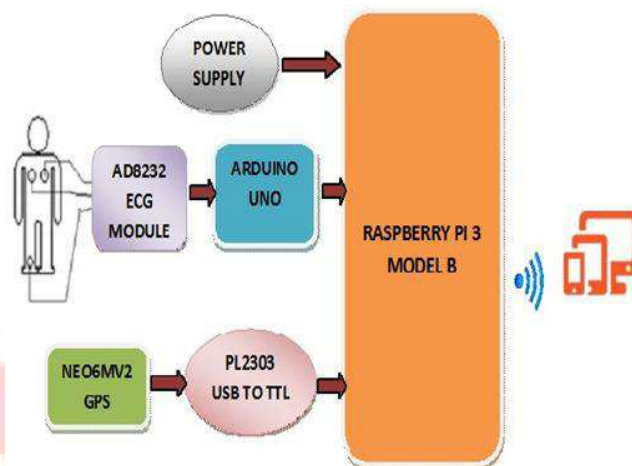 POWER
SUPPLY
AD8232
ECG
MODULE
ARDUINO
UNO
RASPBERRY PI 3
MODEL B
NEO6MV2
GPS
PL2303
USB TO TTL